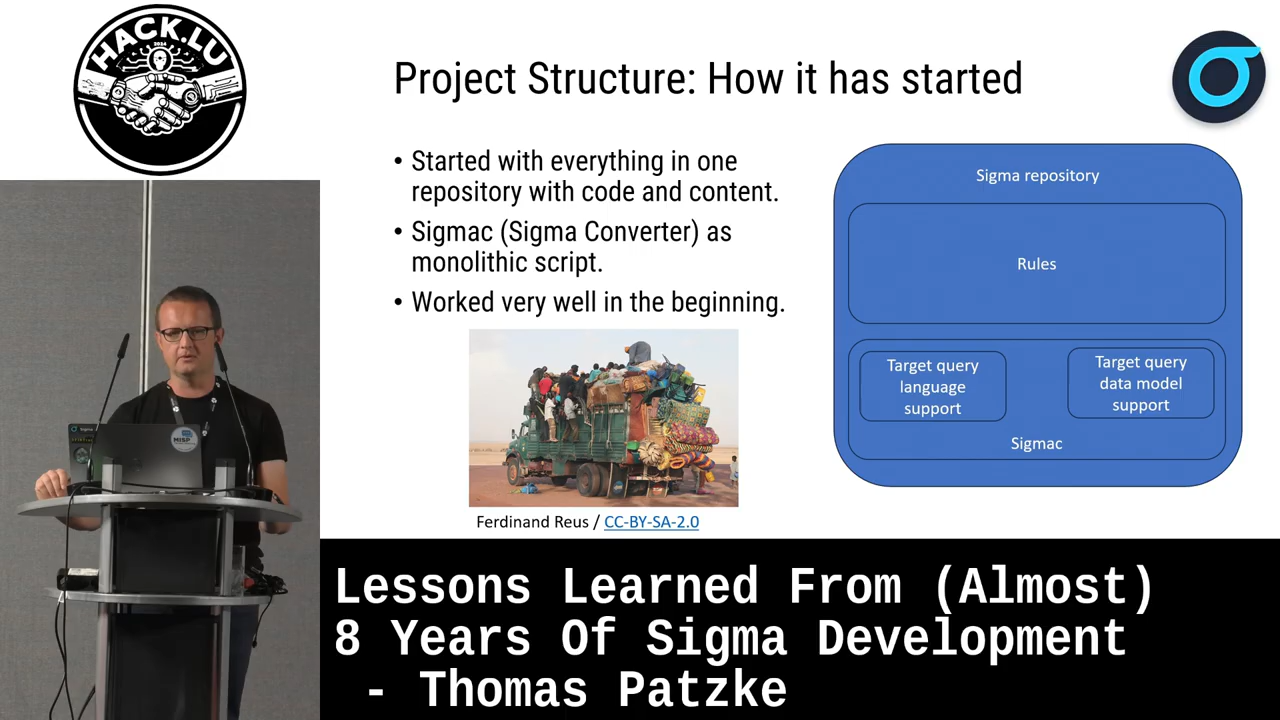 HACK.LU
2024
Project Structure: How it has started
• Started with everything in one
repository with code and content.
• Sigmac (Sigma Converter) as
monolithic script.
• Worked very well in the beginning.
Ferdinand Reus / CC-BY-SA-2.0
Sigma repository
Rules
Target query
language
support
Target query
data model
support
Sigmac
MISP
Lessons Learned From (Almost)
8 Years Of Sigma Development
- Thomas Patzke